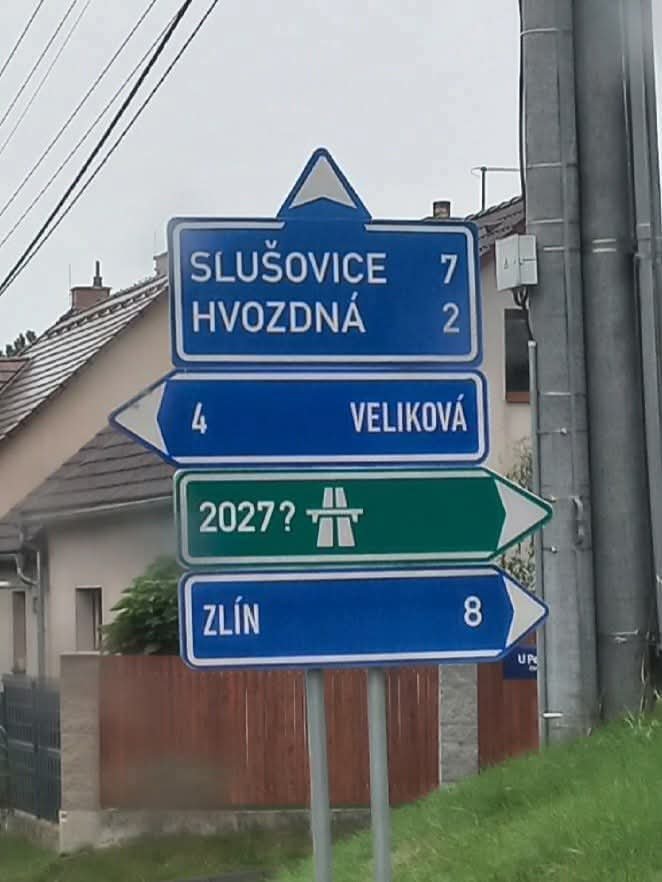 SLUŠOVICE 7
HVOZDNÁ 2
4 VELIKOVÁ
2027?
ZLÍN 8